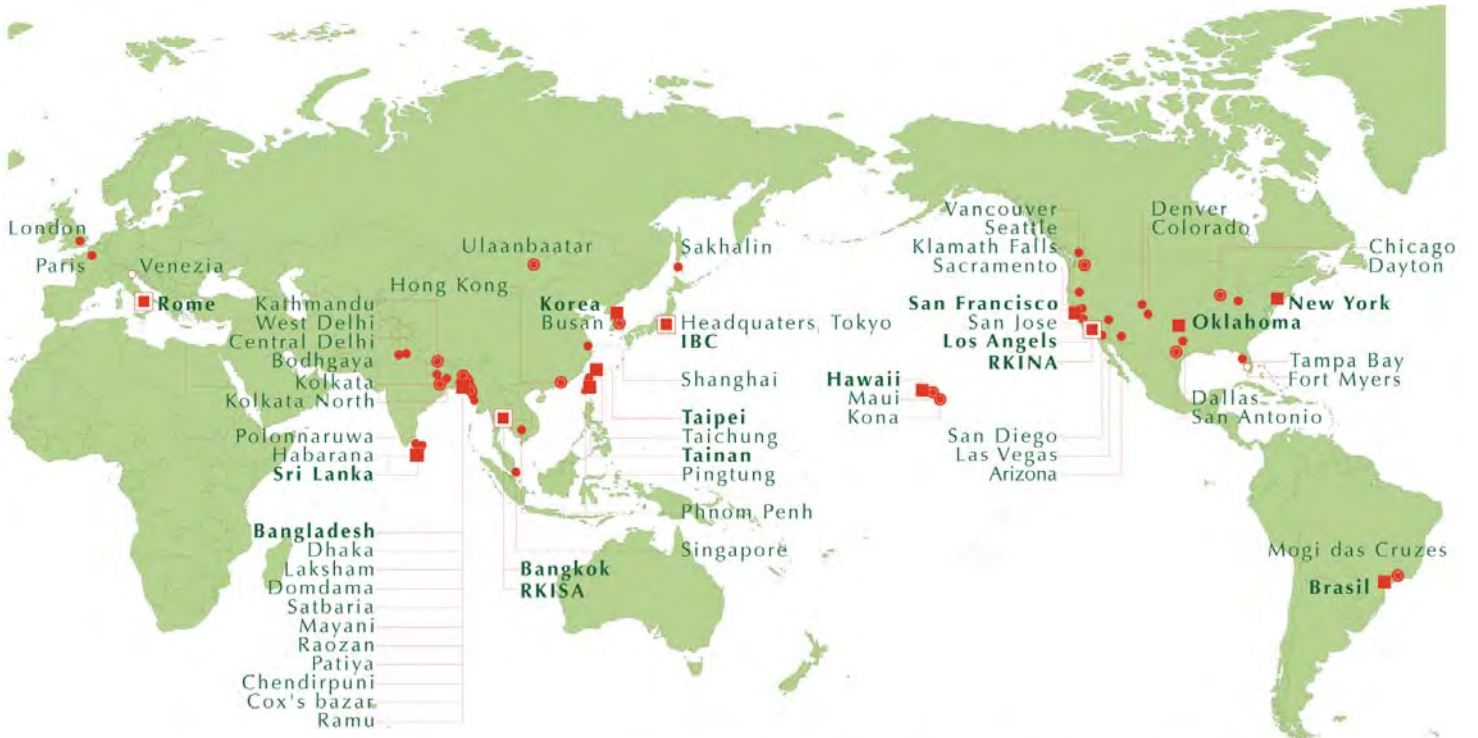 London
Paris
Venezia
Rome
Ulaanbaatar
Sakhalin
Hong Kong
Kathmandu
West Delhi
Central Delhi
Bodhgaya
Kolkata
Kolkata North
Korea
Busan
Headquaters, Tokyo
IBC
Shanghai
Polonnaruwa
Habarana
Sri Lanka
Taipei
Taichung
Tainan
Pingtung
Phnom Penh
Singapore
Bangladesh
Dhaka
Laksham
Domdama
Satbaria
Mayani
Raozan
Patiya
Chendirpuni
Cox's bazar
Ramu
Bangkok
RKISA
Vancouver
Seattle
Klamath Falls
Sacramento
San Francisco
San Jose
Los Angels
RKINA
Hawaii
Maui
Kona
San Diego
Las Vegas
Arizona
Denver
Colorado
Chicago
Dayton
New York
Oklahoma
Tampa Bay
Fort Myers
Dallas
San Antonio
Mogi das Cruzes
Brasil